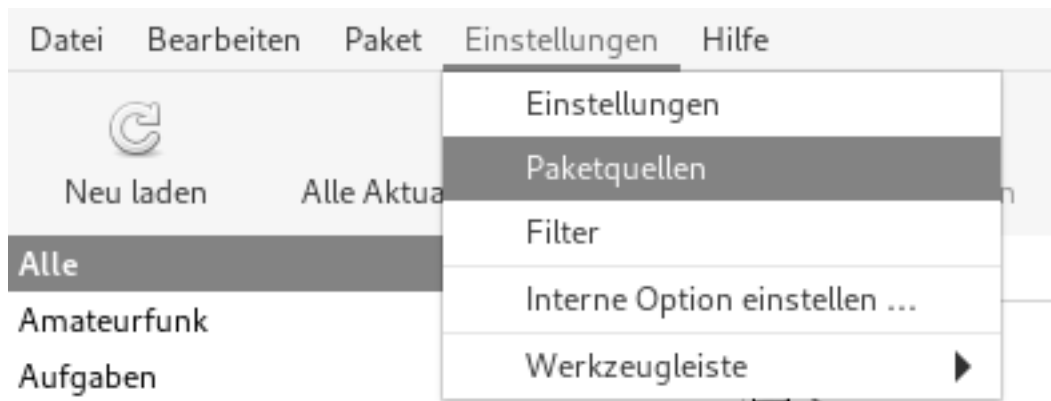 Datei Bearbeiten Paket Einstellungen Hilfe
Einstellungen
Paketquellen
Neu laden Alle Aktua
Filter
Alle
Interne Option einstellen ...
Amateurfunk
Werkzeugleiste
Aufgaben